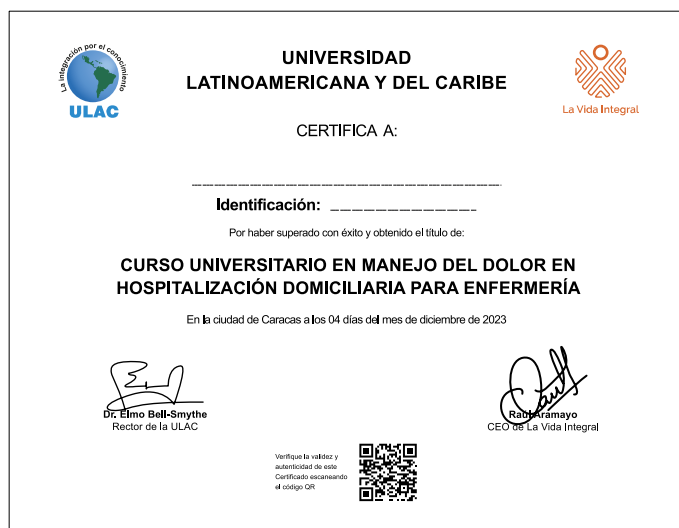 La integración por el conocimiento
ULAC
UNIVERSIDAD
LATINOAMERICANA Y DEL CARIBE
La Vida Integral
CERTIFICA A:
Identificación:
Por haber superado con éxito y obtenido el título de:
CURSO UNIVERSITARIO EN MANEJO DEL DOLOR EN
HOSPITALIZACIÓN DOMICILIARIA PARA ENFERMERÍA
En la ciudad de Caracas a los 04 días del mes de diciembre de 2023
Dr. Elmo Bell-Smythe
Rector de la ULAC
Raúl Aramayo
CEO de La Vida Integral
Verifique la validez y
autenticidad de este
Certificado escaneando
el código QR